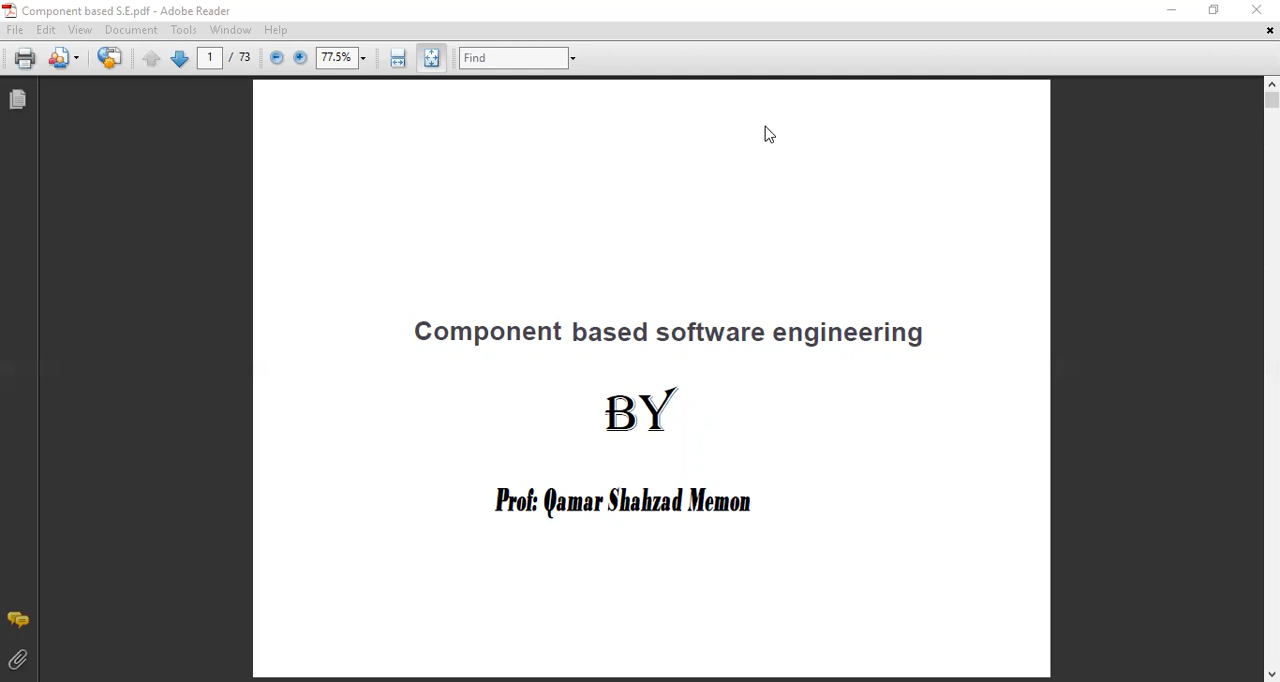 Component based S.E.pdf - Adobe Reader
File Edit View Document Tools Window Help
1 / 73 77.5% Find
Component based software engineering
BY
Prof: Qamar Shahzad Memon